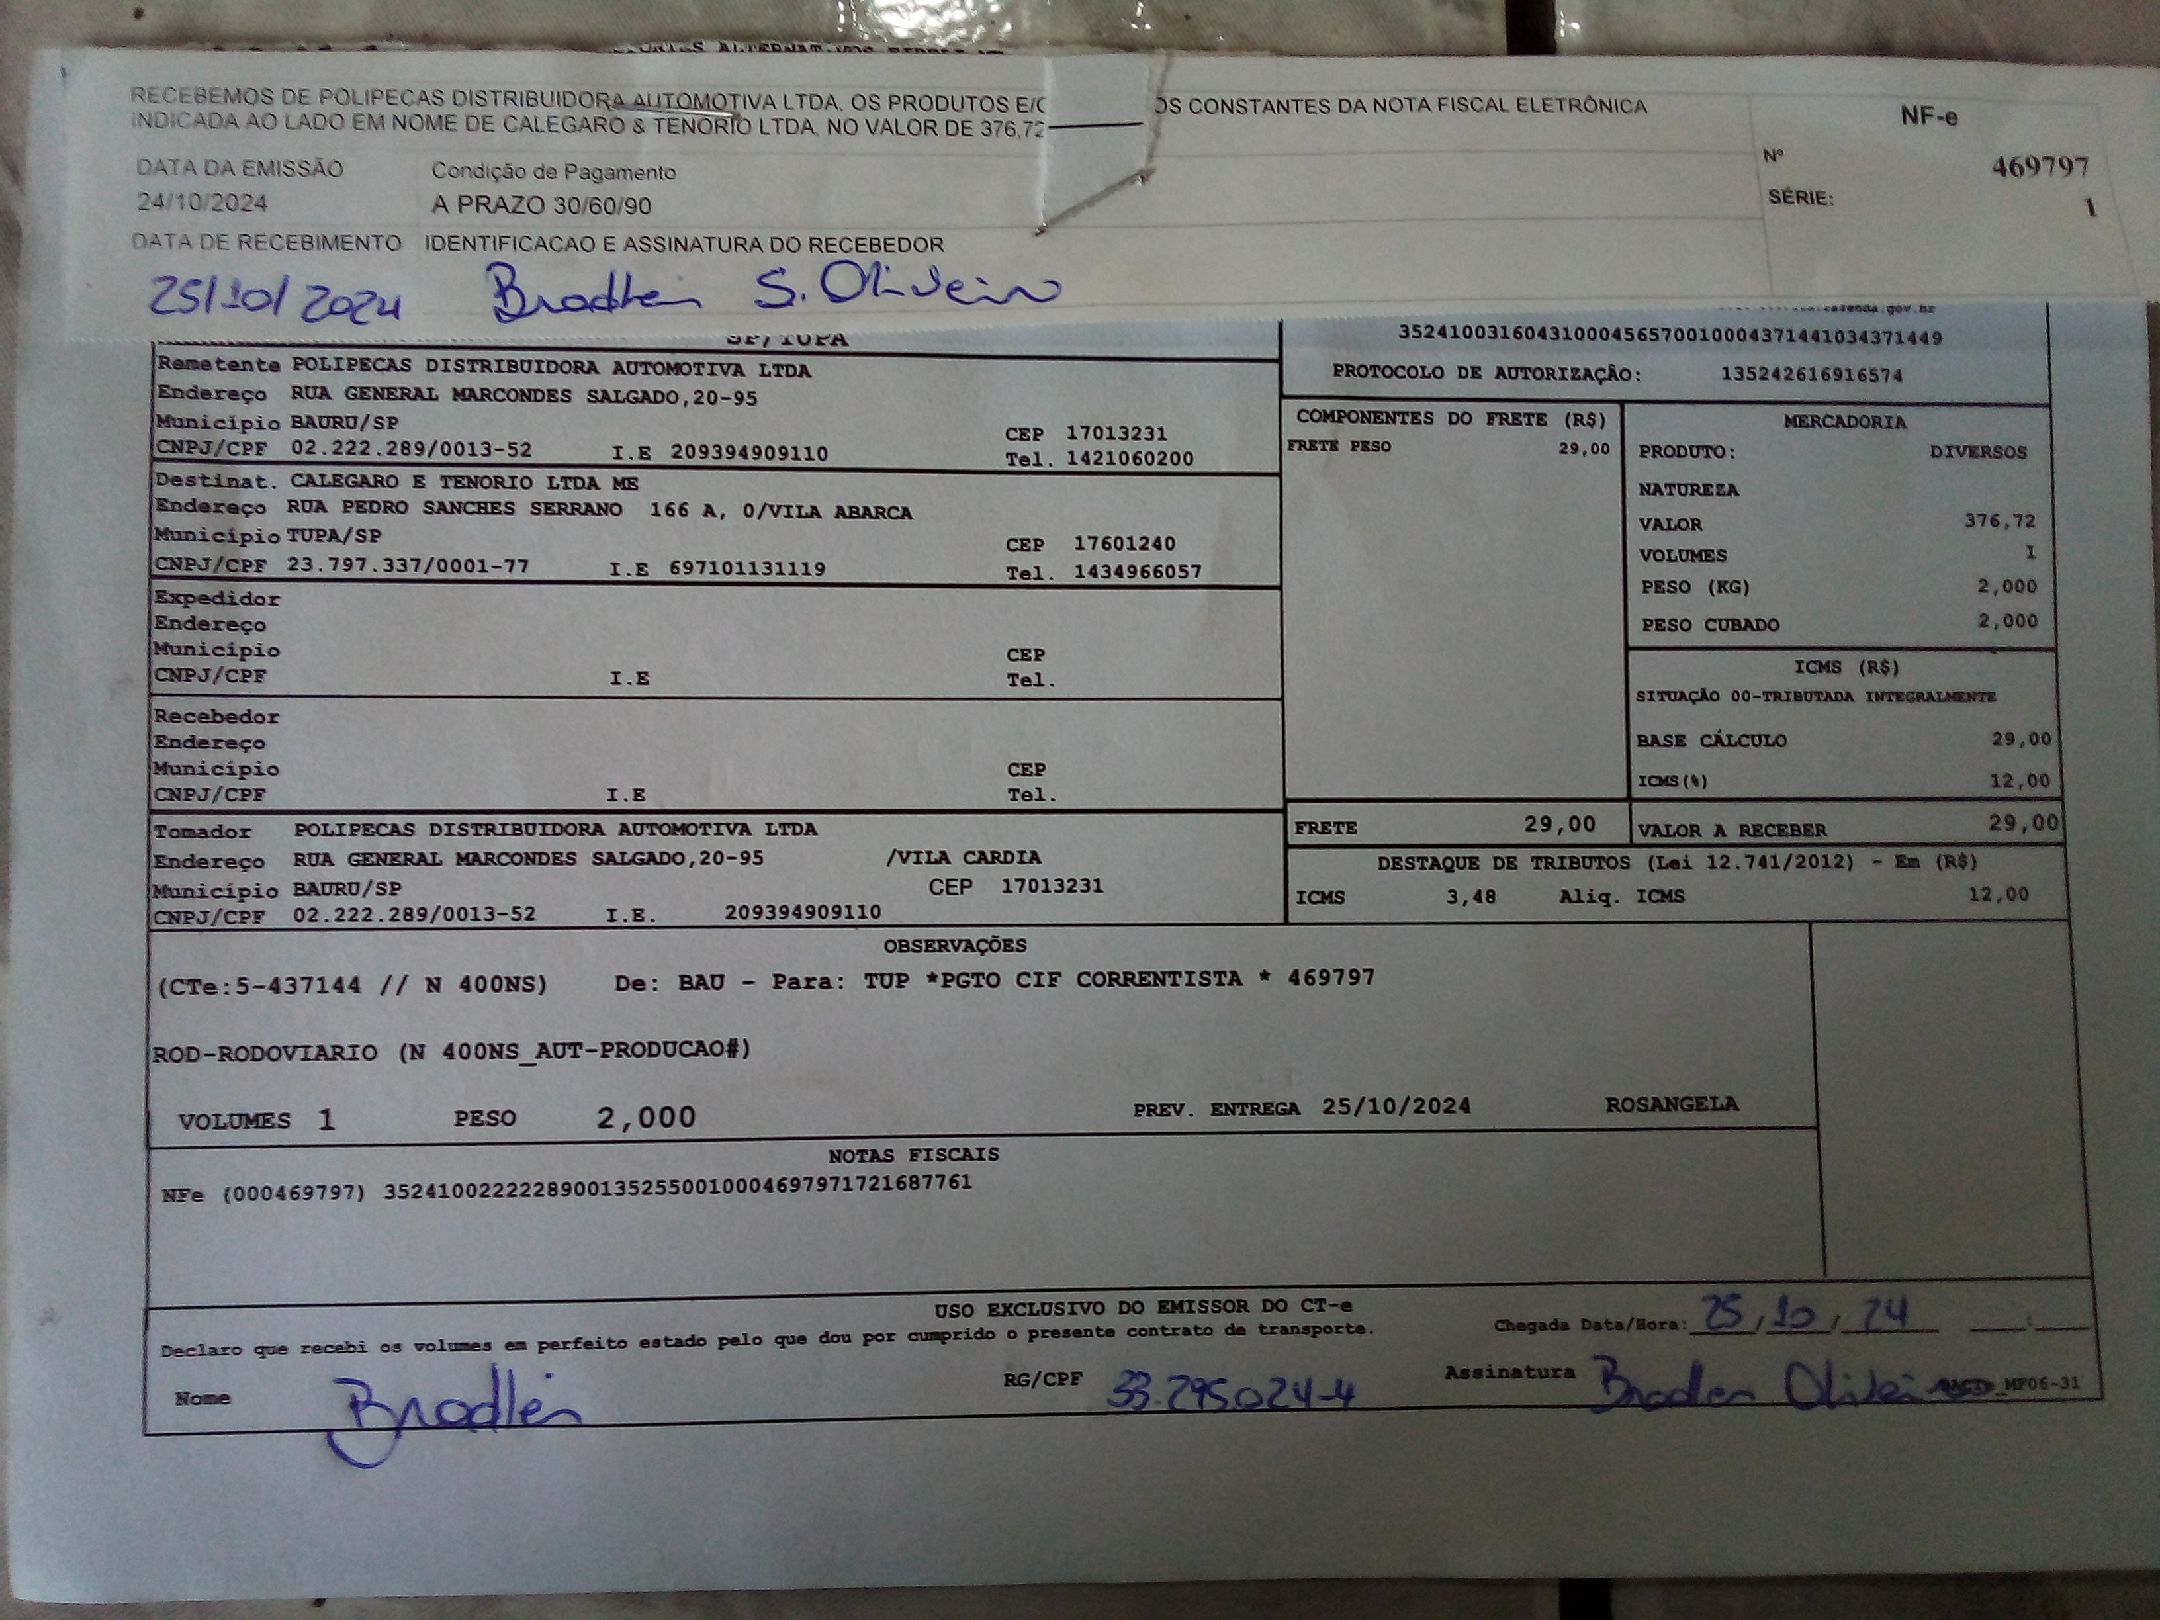 RECEBEMOS DE POLIPECAS DISTRIBUIDORA AUTOMOTIVA LTDA, OS PRODUTOS E/O OS CONSTANTES DA NOTA FISCAL ELETRÔNICA
INDICADA AO LADO EM NOME DE CALEGARO & TENORIO LTDA, NO VALOR DE 376,72
NF-e
DATA DA EMISSÃO Condição de Pagamento
Nº 469797
24/10/2024 A PRAZO 30/60/90
SÉRIE: 1
DATA DE RECEBIMENTO IDENTIFICACAO E ASSINATURA DO RECEBEDOR
25/10/2024 Bradlei S. Oliveira
SP/TUPA
35241003160431000456570010004371441034371449
PROTOCOLO DE AUTORIZAÇÃO: 135242616916574
Remetente POLIPECAS DISTRIBUIDORA AUTOMOTIVA LTDA
Endereço RUA GENERAL MARCONDES SALGADO,20-95
Município BAURU/SP CEP 17013231
CNPJ/CPF 02.222.289/0013-52 I.E 209394909110 Tel. 1421060200
Destinat. CALEGARO E TENORIO LTDA ME
Endereço RUA PEDRO SANCHES SERRANO 166 A, 0/VILA ABARCA
Município TUPA/SP CEP 17601240
CNPJ/CPF 23.797.337/0001-77 I.E 697101131119 Tel. 1434966057
Expedidor
Endereço
Município CEP
CNPJ/CPF I.E Tel.
Recebedor
Endereço
Município CEP
CNPJ/CPF I.E Tel.
Tomador POLIPECAS DISTRIBUIDORA AUTOMOTIVA LTDA
Endereço RUA GENERAL MARCONDES SALGADO,20-95 /VILA CARDIA
Município BAURU/SP CEP 17013231
CNPJ/CPF 02.222.289/0013-52 I.E. 209394909110
COMPONENTES DO FRETE (R$)
FRETE PESO 29,00
MERCADORIA
PRODUTO: DIVERSOS
NATUREZA
VALOR 376,72
VOLUMES 1
PESO (KG) 2,000
PESO CUBADO 2,000
ICMS (R$)
SITUAÇÃO 00-TRIBUTADA INTEGRALMENTE
BASE CÁLCULO 29,00
ICMS(%) 12,00
FRETE 29,00 VALOR A RECEBER 29,00
DESTAQUE DE TRIBUTOS (Lei 12.741/2012) - Em (R$)
ICMS 3,48 Aliq. ICMS 12,00
OBSERVAÇÕES
(CTe:5-437144 // N 400NS) De: BAU - Para: TUP *PGTO CIF CORRENTISTA * 469797
ROD-RODOVIARIO (N 400NS_AUT-PRODUCAO#)
VOLUMES 1 PESO 2,000 PREV. ENTREGA 25/10/2024 ROSANGELA
NOTAS FISCAIS
NFe (000469797) 35241002222289001352550010004697971721687761
USO EXCLUSIVO DO EMISSOR DO CT-e
Declaro que recebi os volumes em perfeito estado pelo que dou por cumprido o presente contrato de transporte.
Chegada Data/Hora: 25/10/24 :
Nome Bradlei RG/CPF 33.295024-4 Assinatura Bradlei Oliveira MF06-31